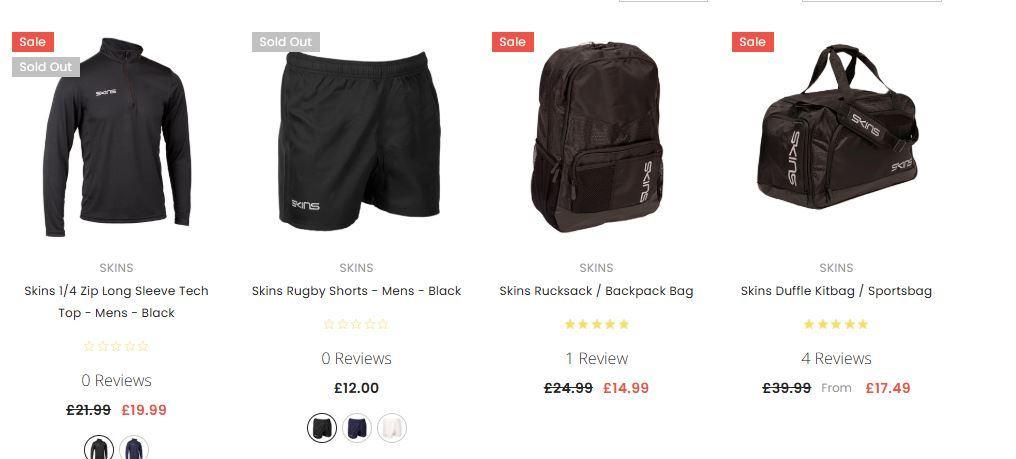 Sale
Sold Out
SKINS
SKINS
Skins 1/4 Zip Long Sleeve Tech
Top - Mens - Black
0 Reviews
£21.99 £19.99
Sold Out
SKINS
SKINS
Skins Rugby Shorts - Mens - Black
0 Reviews
£12.00
Sale
SKINS
SKINS
Skins Rucksack / Backpack Bag
1 Review
£24.99 £14.99
Sale
SKINS
SKINS
SKINS
SKINS
Skins Duffle Kitbag / Sportsbag
4 Reviews
£39.99 From £17.49